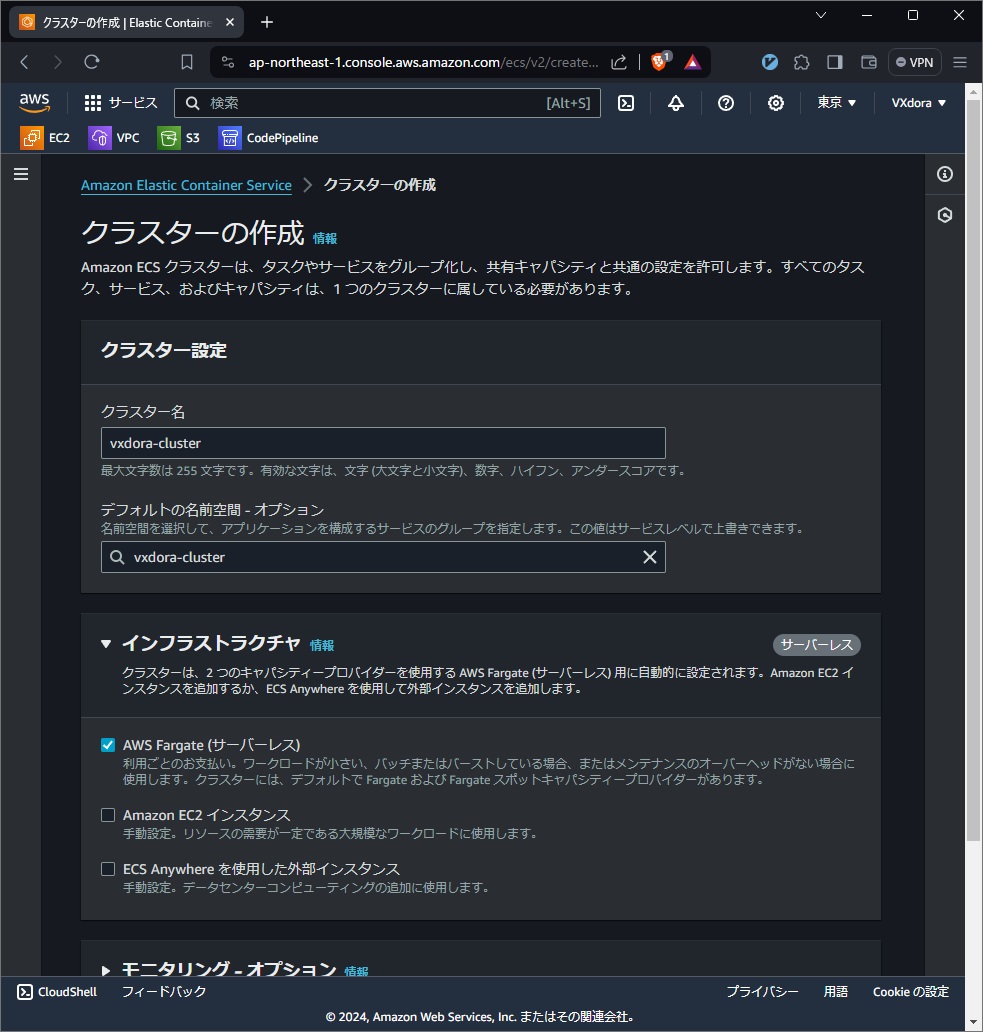 クラスターの作成 | Elastic Containe
ap-northeast-1.console.aws.amazon.com/ecs/v2/create...
1
VPN
aws
サービス
検索
[Alt+S]
東京
VXdora
EC2
VPC
S3
CodePipeline
Amazon Elastic Container Service
クラスターの作成
クラスターの作成 情報
Amazon ECS クラスターは、タスクやサービスをグループ化し、共有キャパシティと共通の設定を許可します。すべてのタス
ク、サービス、およびキャパシティは、1 つのクラスターに属している必要があります。
クラスター設定
クラスター名
vxdora-cluster
最大文字数は 255 文字です。有効な文字は、文字 (大文字と小文字)、数字、ハイフン、アンダースコアです。
デフォルトの名前空間 - オプション
名前空間を選択して、アプリケーションを構成するサービスのグループを指定します。この値はサービスレベルで上書きできます。
vxdora-cluster
インフラストラクチャ 情報
サーバーレス
クラスターは、2 つのキャパシティープロバイダーを使用する AWS Fargate (サーバーレス) 用に自動的に設定されます。Amazon EC2 イ
ンスタンスを追加するか、ECS Anywhere を使用して外部インスタンスを追加します。
AWS Fargate (サーバーレス)
利用ごとのお支払い。ワークロードが小さい、バッチまたはバーストしている場合、またはメンテナンスのオーバーヘッドがない場合に
使用します。クラスターには、デフォルトで Fargate および Fargate スポットキャパシティープロバイダーがあります。
Amazon EC2 インスタンス
手動設定。リソースの需要が一定である大規模なワークロードに使用します。
ECS Anywhere を使用した外部インスタンス
手動設定。データセンターコンピューティングの追加に使用します。
モニタリング - オプション 情報
CloudShell
フィードバック
プライバシー
用語
Cookie の設定
© 2024, Amazon Web Services, Inc. またはその関連会社。